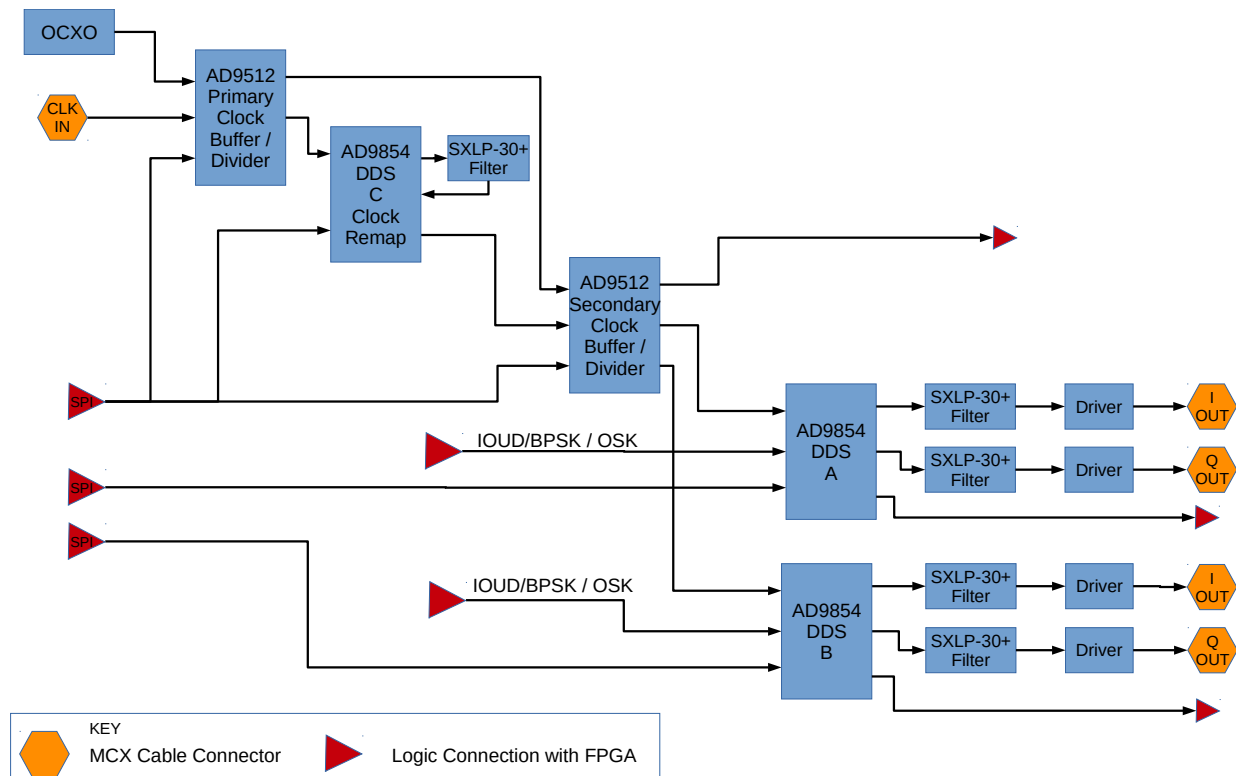 OCXO
CLK
IN
AD9512
Primary
Clock
Buffer /
Divider
AD9854
DDS
C
Clock
Remap
SXLP-30+
Filter
AD9512
Secondary
Clock
Buffer /
Divider
SPI
IOUD/BPSK / OSK
SPI
AD9854
DDS
A
SXLP-30+
Filter
Driver
I
OUT
SXLP-30+
Filter
Driver
Q
OUT
SPI
IOUD/BPSK / OSK
AD9854
DDS
B
SXLP-30+
Filter
Driver
I
OUT
SXLP-30+
Filter
Driver
Q
OUT
KEY
MCX Cable Connector
Logic Connection with FPGA